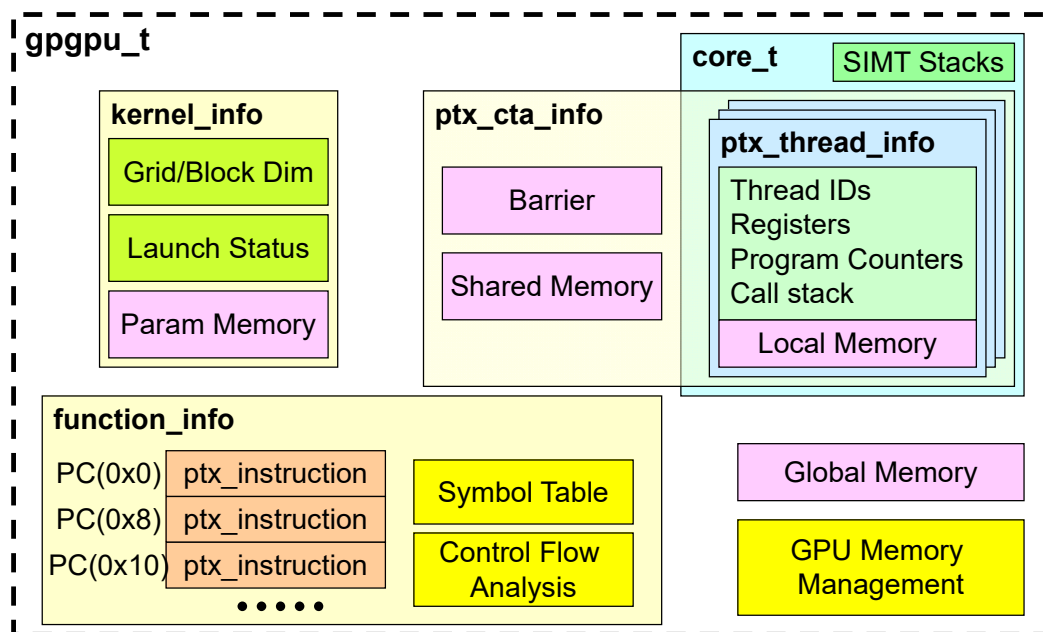 gpgpu_t
kernel_info
Grid/Block Dim
Launch Status
Param Memory
ptx_cta_info
Barrier
Shared Memory
core_t
SIMT Stacks
ptx_thread_info
Thread IDs
Registers
Program Counters
Call stack
Local Memory
function_info
PC(0x0) ptx_instruction
PC(0x8) ptx_instruction
PC(0x10) ptx_instruction
•••••
Symbol Table
Control Flow
Analysis
Global Memory
GPU Memory
Management